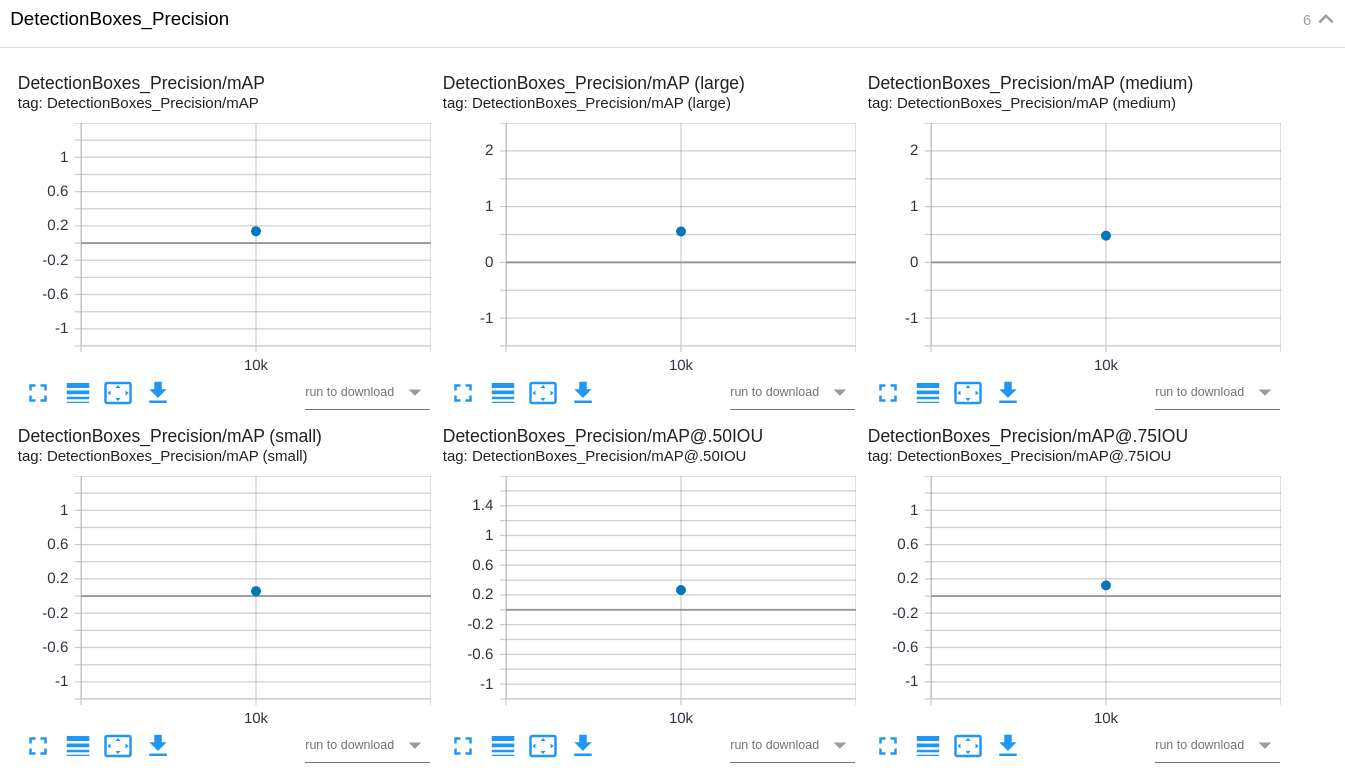 DetectionBoxes_Precision
6
DetectionBoxes_Precision/mAP
tag: DetectionBoxes_Precision/mAP
1
0.6
0.2
-0.2
-0.6
-1
10k
run to download
DetectionBoxes_Precision/mAP (large)
tag: DetectionBoxes_Precision/mAP (large)
2
1
0
-1
10k
run to download
DetectionBoxes_Precision/mAP (medium)
tag: DetectionBoxes_Precision/mAP (medium)
2
1
0
-1
10k
run to download
DetectionBoxes_Precision/mAP (small)
tag: DetectionBoxes_Precision/mAP (small)
1
0.6
0.2
-0.2
-0.6
-1
10k
run to download
DetectionBoxes_Precision/mAP@.50IOU
tag: DetectionBoxes_Precision/mAP@.50IOU
1.4
1
0.6
0.2
-0.2
-0.6
-1
10k
run to download
DetectionBoxes_Precision/mAP@.75IOU
tag: DetectionBoxes_Precision/mAP@.75IOU
1
0.6
0.2
-0.2
-0.6
-1
10k
run to download